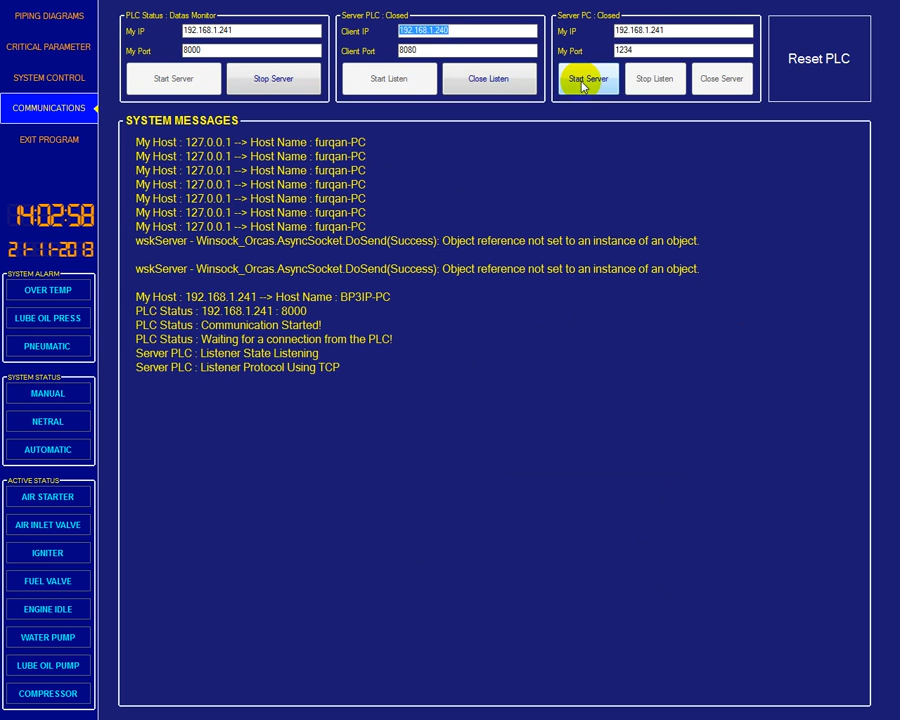 PIPING DIAGRAMS
CRITICAL PARAMETER
SYSTEM CONTROL
COMMUNICATIONS
EXIT PROGRAM
14:02:58
21-11-2013
SYSTEM ALARM
OVER TEMP
LUBE OIL PRESS
PNEUMATIC
SYSTEM STATUS
MANUAL
NETRAL
AUTOMATIC
ACTIVE STATUS
AIR STARTER
AIR INLET VALVE
IGNITER
FUEL VALVE
ENGINE IDLE
WATER PUMP
LUBE OIL PUMP
COMPRESSOR
PLC Status : Datas Monitor
My IP 192.168.1.241
My Port 8000
Start Server Stop Server
Server PLC : Closed
Client IP 192.168.1.240
Client Port 8080
Start Listen Close Listen
Server PC : Closed
My IP 192.168.1.241
My Port 1234
Start Server Stop Listen Close Server
Reset PLC
SYSTEM MESSAGES
My Host : 127.0.0.1 --> Host Name : furqan-PC
My Host : 127.0.0.1 --> Host Name : furqan-PC
My Host : 127.0.0.1 --> Host Name : furqan-PC
My Host : 127.0.0.1 --> Host Name : furqan-PC
My Host : 127.0.0.1 --> Host Name : furqan-PC
My Host : 127.0.0.1 --> Host Name : furqan-PC
My Host : 127.0.0.1 --> Host Name : furqan-PC
wskServer - Winsock_Orcas.AsyncSocket.DoSend(Success): Object reference not set to an instance of an object.
wskServer - Winsock_Orcas.AsyncSocket.DoSend(Success): Object reference not set to an instance of an object.
My Host : 192.168.1.241 --> Host Name : BP3IP-PC
PLC Status : 192.168.1.241 : 8000
PLC Status : Communication Started!
PLC Status : Waiting for a connection from the PLC!
Server PLC : Listener State Listening
Server PLC : Listener Protocol Using TCP